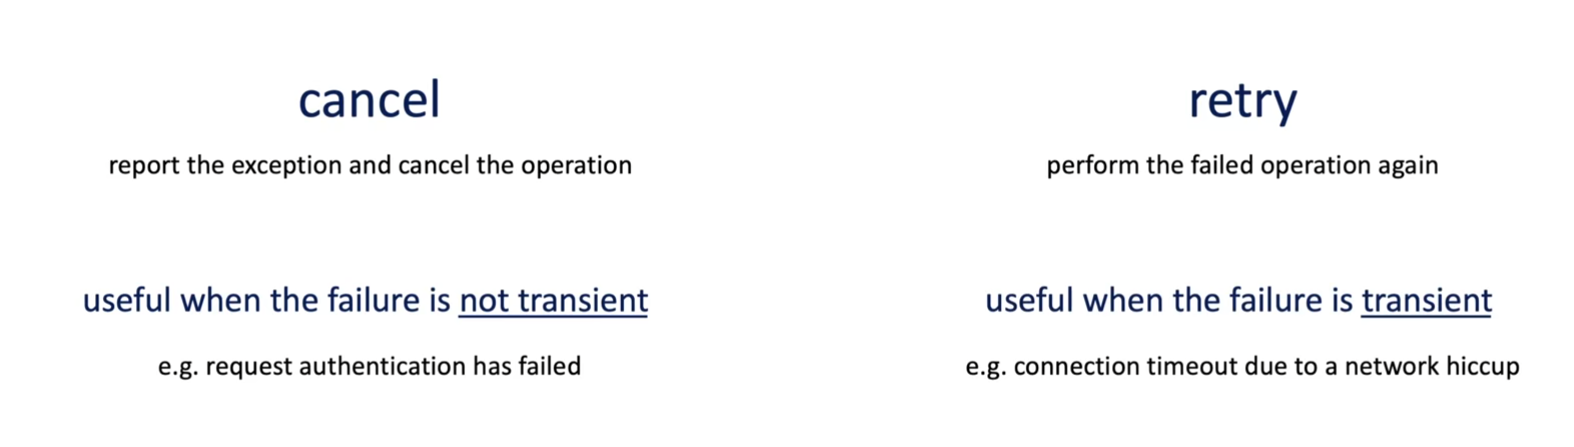 cancel
report the exception and cancel the operation
useful when the failure is not transient
e.g. request authentication has failed
retry
perform the failed operation again
useful when the failure is transient
e.g. connection timeout due to a network hiccup